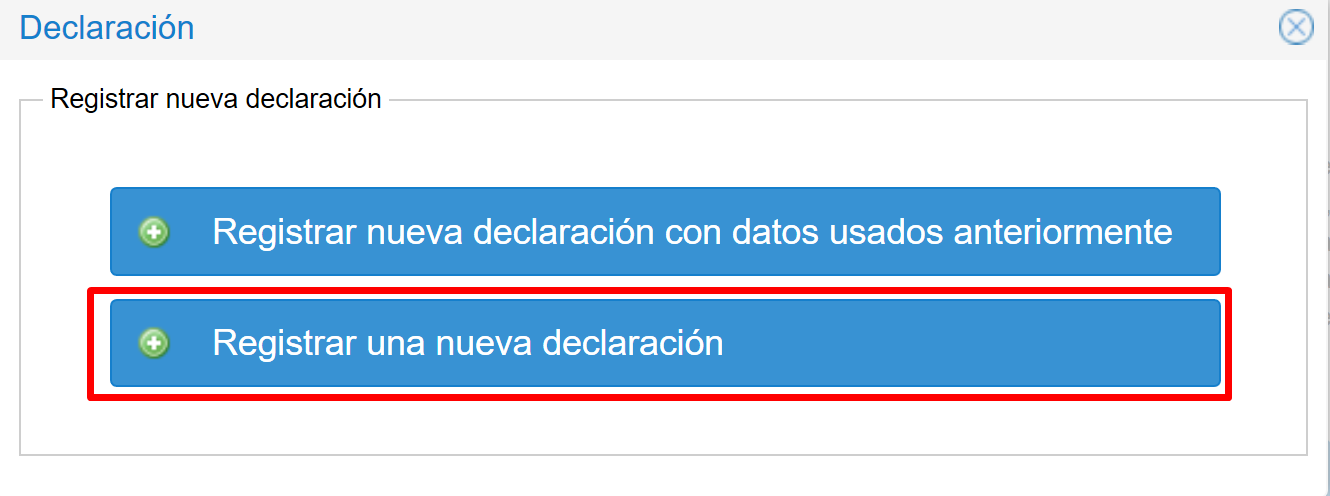 Declaración
Registrar nueva declaración
Registrar nueva declaración con datos usados anteriormente
Registrar una nueva declaración